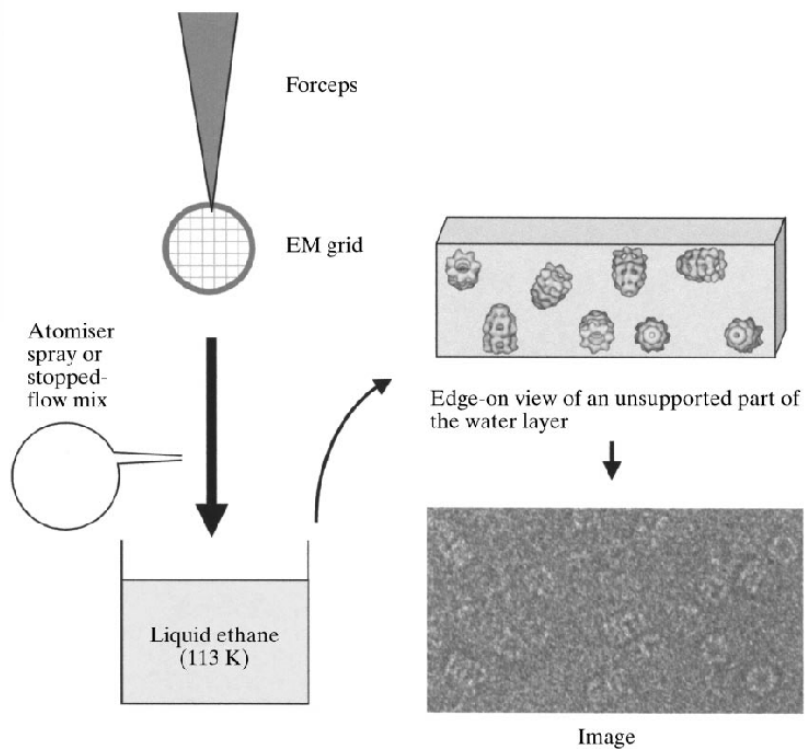 Forceps
EM grid
Atomiser
spray or
stopped-
flow mix
Liquid ethane
(113 K)
Edge-on view of an unsupported part of
the water layer
Image